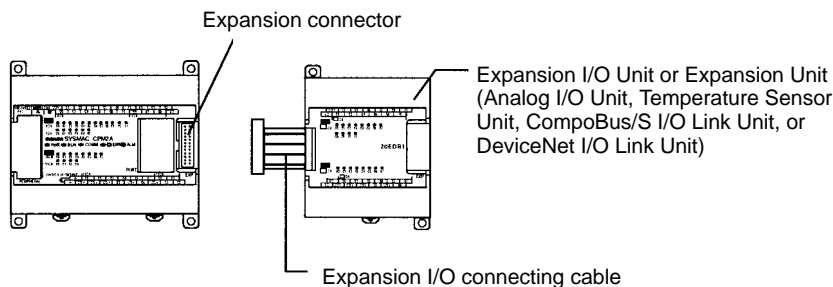 Expansion connector
Expansion I/O Unit or Expansion Unit
(Analog I/O Unit, Temperature Sensor
Unit, CompoBus/S I/O Link Unit, or
DeviceNet I/O Link Unit)
SYSMAC CPM2A
20EDR1
EXP
Expansion I/O connecting cable